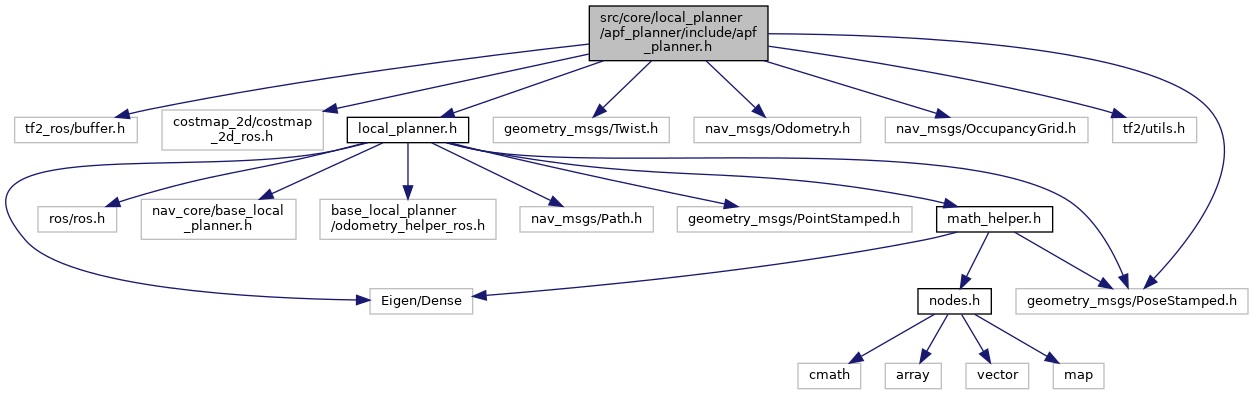 src/core/local_planner
/apf_planner/include/apf
_planner.h
tf2_ros/buffer.h
costmap_2d/costmap
_2d_ros.h
local_planner.h
geometry_msgs/Twist.h
nav_msgs/Odometry.h
nav_msgs/OccupancyGrid.h
tf2/utils.h
ros/ros.h
nav_core/base_local
_planner.h
base_local_planner
/odometry_helper_ros.h
nav_msgs/Path.h
geometry_msgs/PointStamped.h
math_helper.h
Eigen/Dense
nodes.h
geometry_msgs/PoseStamped.h
cmath
array
vector
map